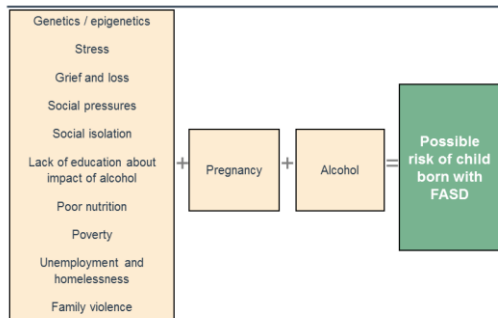 Genetics / epigenetics
Stress
Grief and loss
Social pressures
Social isolation
Lack of education about
impact of alcohol
Poor nutrition
Poverty
Unemployment and
homelessness
Family violence
+
Pregnancy
+
Alcohol
=
Possible
risk of child
born with
FASD